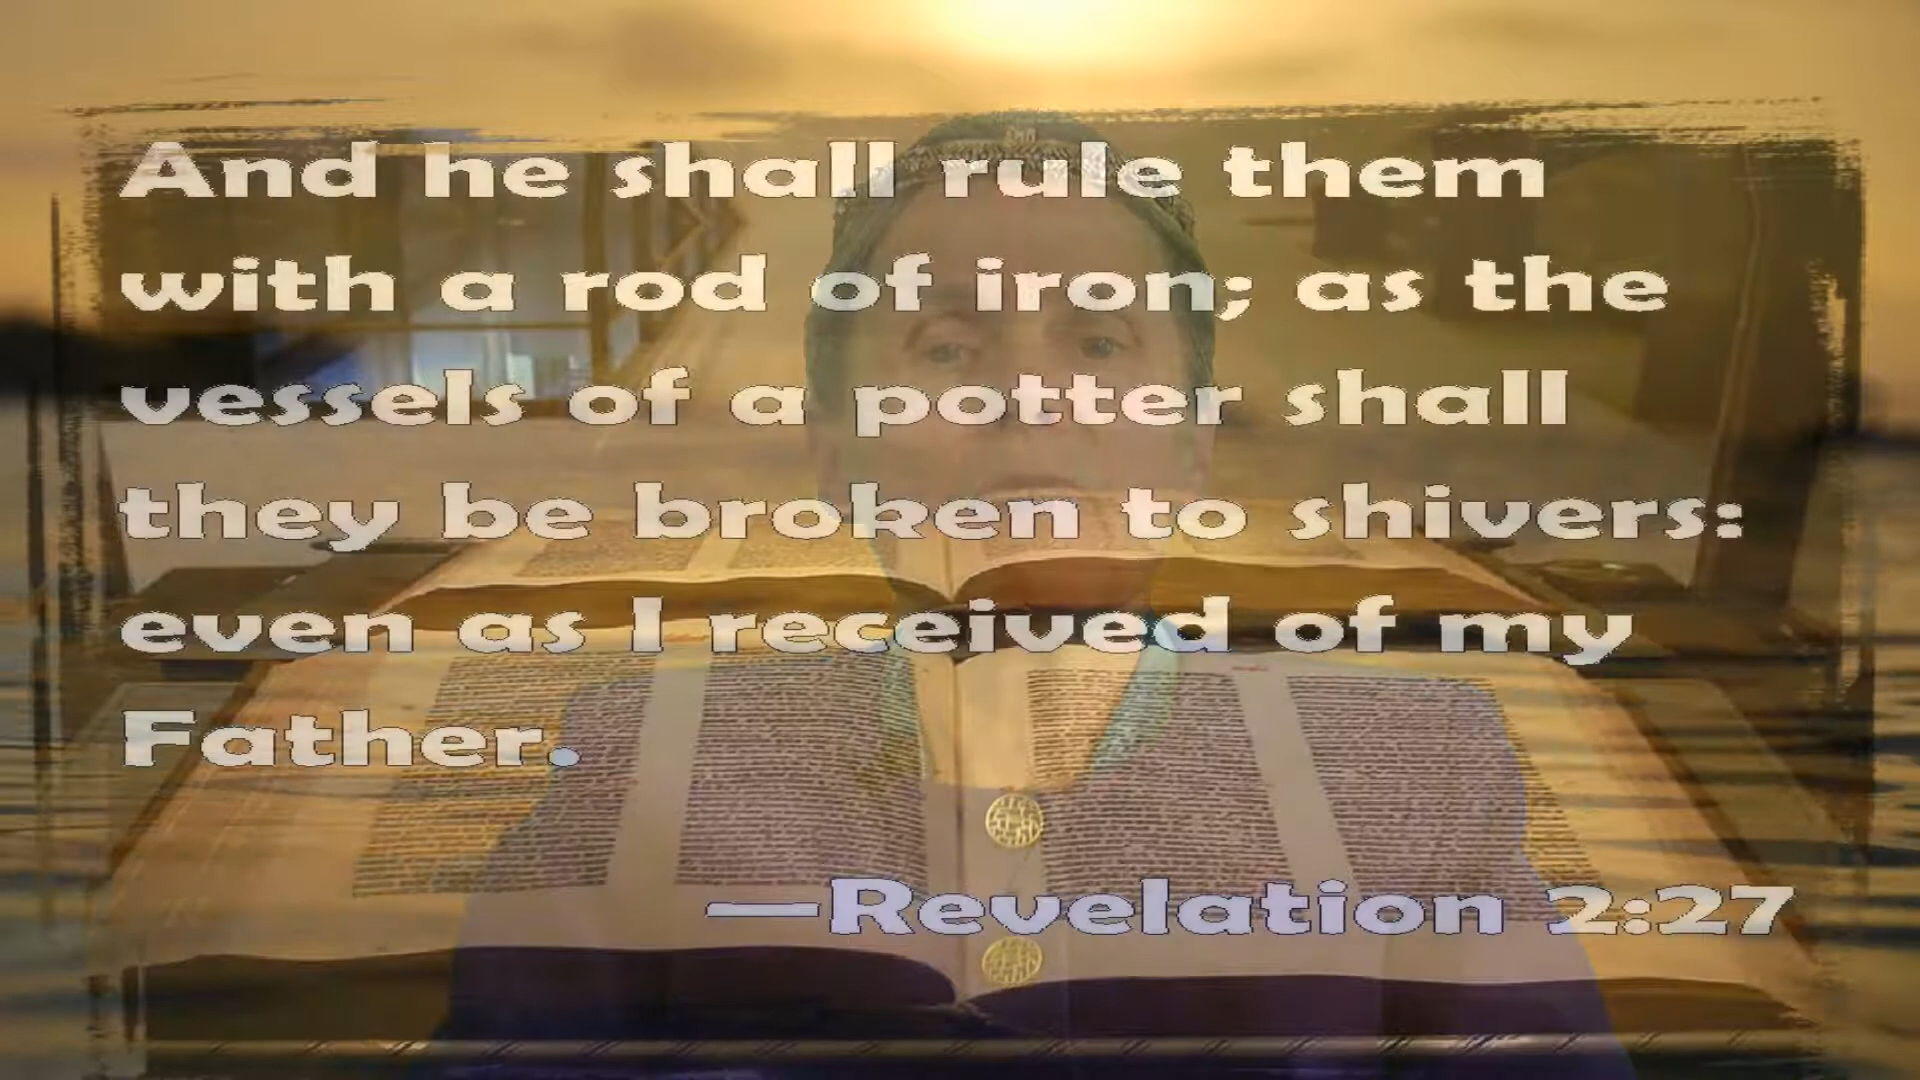 And he shall rule them
with a rod of iron; as the
vessels of a potter shall
they be broken to shivers:
even as I received of my
Father.
—Revelation 2:27